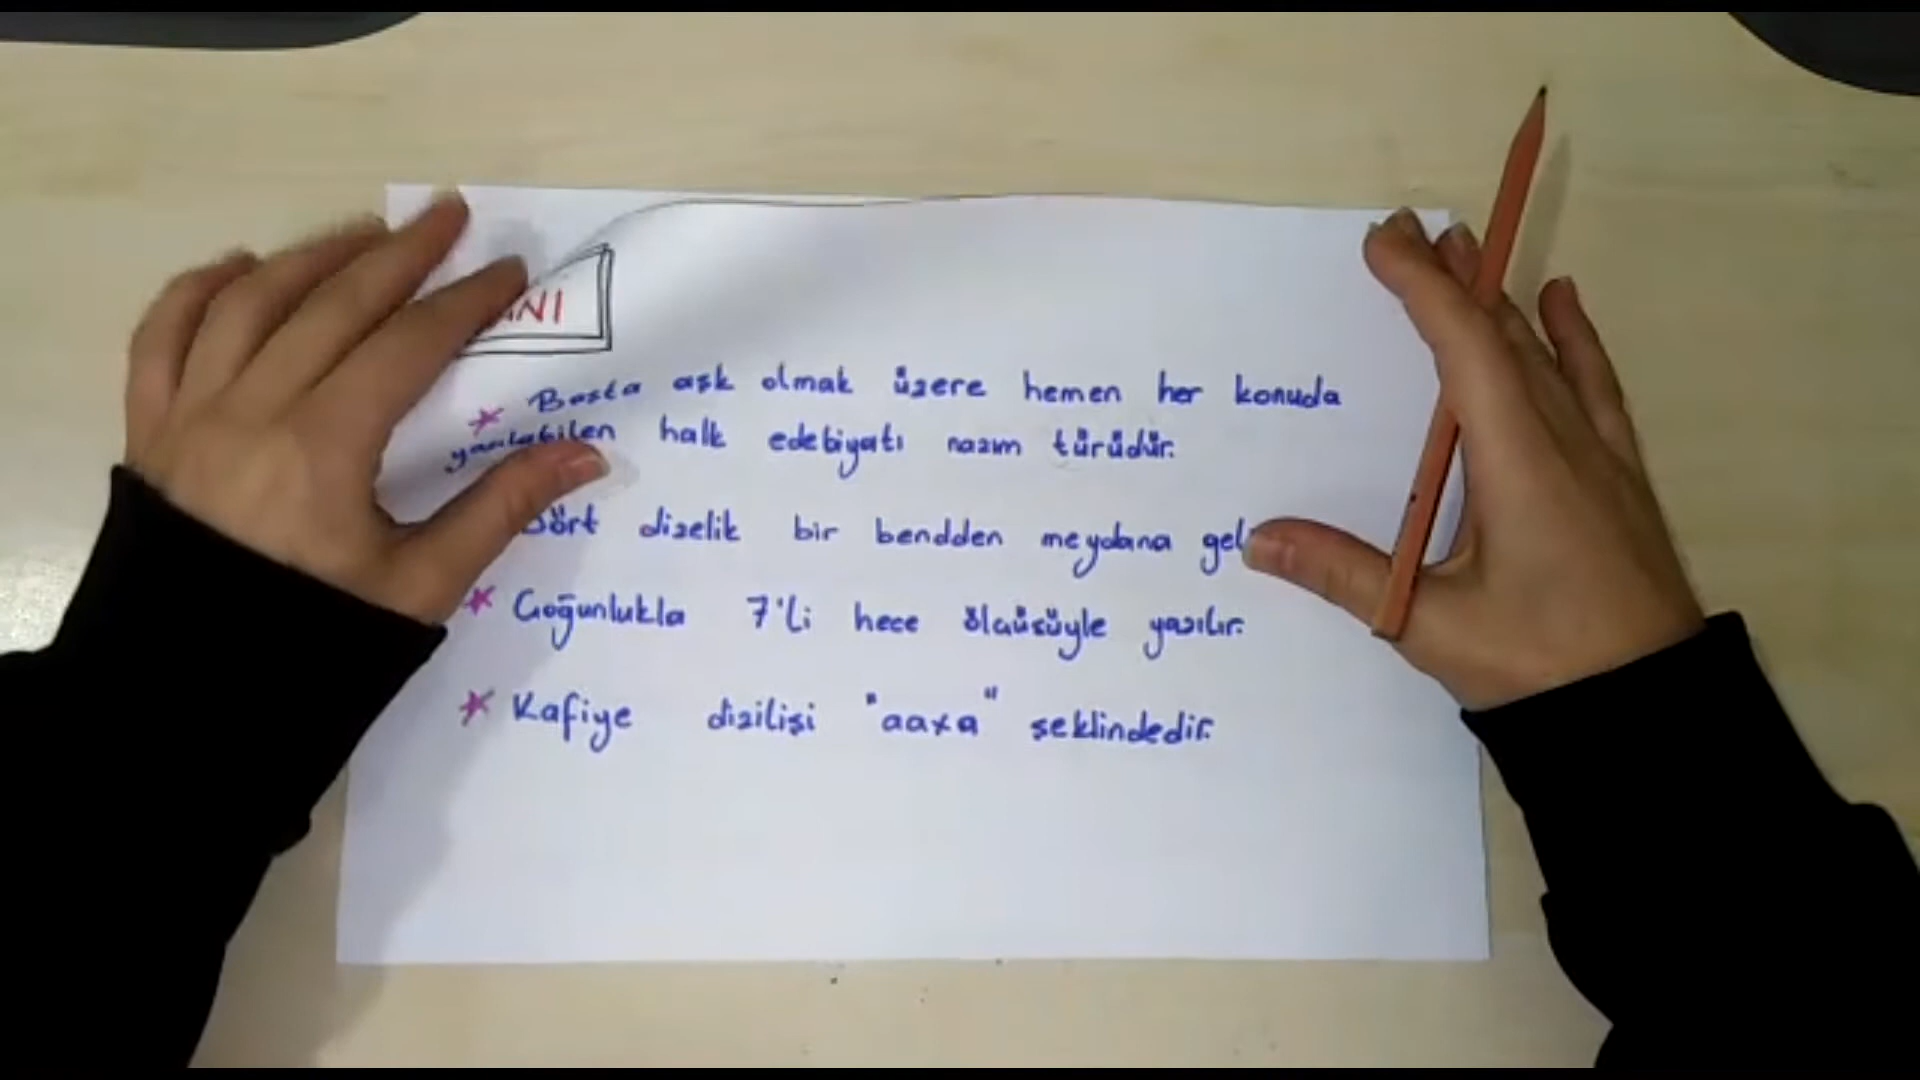 ANI
Başta aşk olmak üzere hemen her konuda
yazılabilen halk edebiyatı nazım türüdür.
Dört dizelik bir bendden meydana gel
Çoğunlukla 7'li hece ölçüsüyle yazılır.
Kafiye dizilişi "aaxa" şeklindedir.